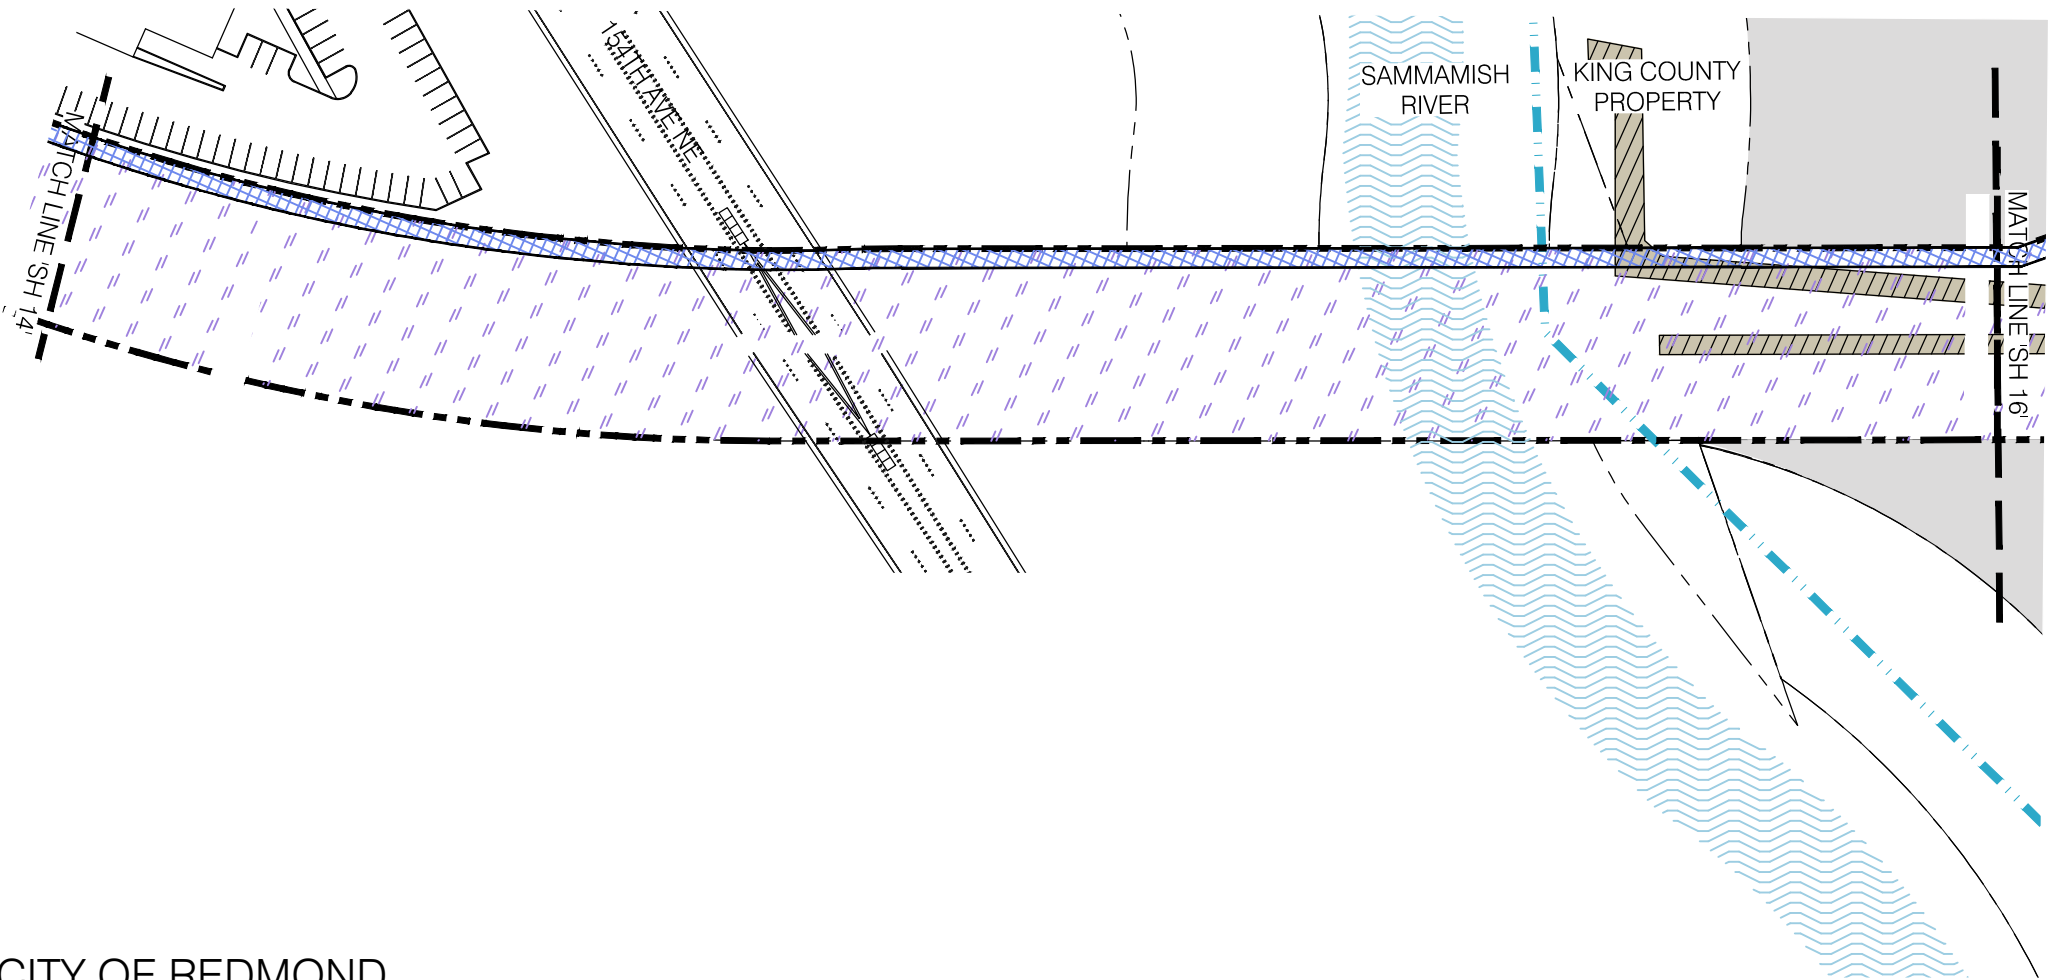 154TH AVE NE
SAMMAMISH
RIVER
KING COUNTY
PROPERTY
MATCH LINE 'SH 14'
MATCH LINE 'SH 16'
CITY OF REDMOND